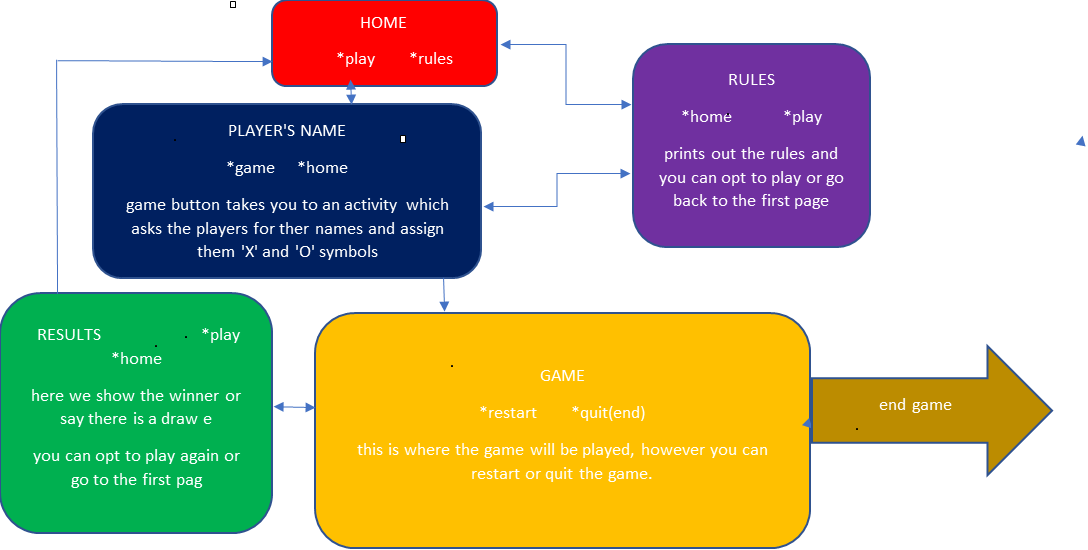 HOME
*play *rules
RULES
*home *play
prints out the rules and
you can opt to play or go
back to the first page
PLAYER'S NAME
*game *home
game button takes you to an activity which
asks the players for ther names and assign
them 'X' and 'O' symbols
RESULTS *play
*home
here we show the winner or
say there is a draw e
you can opt to play again or
go to the first pag
GAME
*restart *quit(end)
this is where the game will be played, however you can
restart or quit the game.
end game